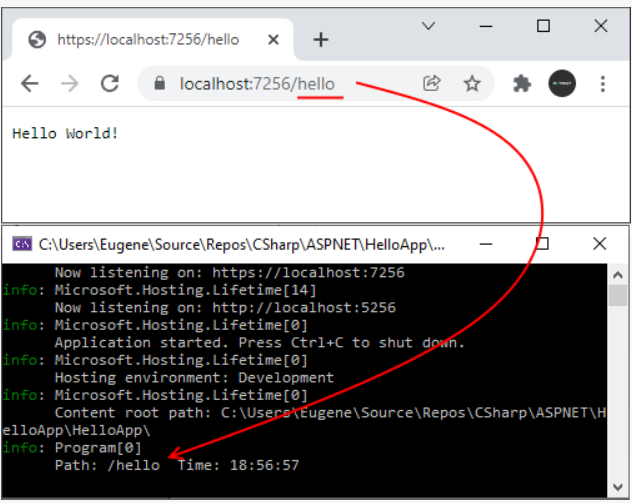 https://localhost:7256/hello
localhost:7256/hello
Hello World!
C:\Users\Eugene\Source\Repos\CSharp\ASPNET\HelloApp\...
Now listening on: https://localhost:7256
info: Microsoft.Hosting.Lifetime[14]
Now listening on: http://localhost:5256
info: Microsoft.Hosting.Lifetime[0]
Application started. Press Ctrl+C to shut down.
info: Microsoft.Hosting.Lifetime[0]
Hosting environment: Development
info: Microsoft.Hosting.Lifetime[0]
Content root path: C:\Users\Eugene\Source\Repos\CSharp\ASPNET\H
elloApp\HelloApp\
info: Program[0]
Path: /hello  Time: 18:56:57